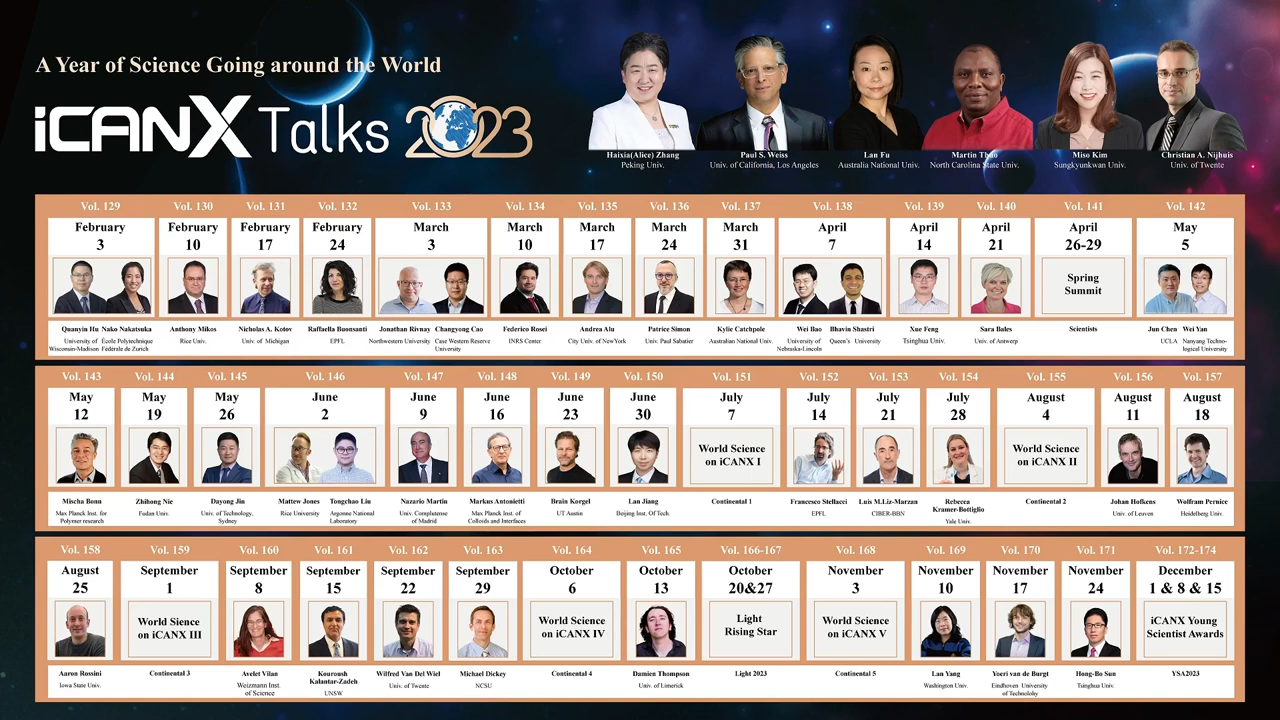 A Year of Science Going around the World
iCANX Talks 2023
Haixia(Alice) Zhang
Peking Univ.
Paul S. Weiss
Univ. of California, Los Angeles
Lan Fu
Australia National Univ.
Martin Thuo
North Carolina State Univ.
Miso Kim
Sungkyunkwan Univ.
Christian A. Nijhuis
Univ. of Twente
Vol. 129
February
3
Quanyin Hu Nako Nakatsuka
University of Wisconsin-Madison
École Polytechnique Fédérale de Zurich
Vol. 130
February
10
Anthony Mikos
Rice Univ.
Vol. 131
February
17
Nicholas A. Kotov
Univ. of Michigan
Vol. 132
February
24
Raffaella Buonsanti
EPFL
Vol. 133
March
3
Jonathan Rivnay Changyong Cao
Northwestern University
Case Western Reserve
University
Vol. 134
March
10
Federico Rosei
INRS Center
Vol. 135
March
17
Andrea Alu
City Univ. of NewYork
Vol. 136
March
24
Patrice Simon
Univ. Paul Sabatier
Vol. 137
March
31
Kylie Catchpole
Australian National Univ.
Vol. 138
April
7
Wei Bao Bhavin Shastri
University of
Nebraska-Lincoln
Queen's University
Vol. 139
April
14
Xue Feng
Tsinghua Univ.
Vol. 140
April
21
Sara Bales
Univ. of Antwerp
Vol. 141
April
26-29
Spring
Summit
Scientists
Vol. 142
May
5
Jun Chen Wei Yan
UCLA
Nanyang Techno-
logical University
Vol. 143
May
12
Mischa Bonn
Max Planck Inst. for
Polymer research
Vol. 144
May
19
Zhihong Nie
Fudan Univ.
Vol. 145
May
26
Dayong Jin
Univ. of Technology,
Sydney
Vol. 146
June
2
Mattew Jones Tongchao Liu
Rice University
Argonne National
Laboratory
Vol. 147
June
9
Nazario Martin
Univ. Complutense
of Madrid
Vol. 148
June
16
Markus Antonietti
Max Planck Inst. of
Colloids and Interfaces
Vol. 149
June
23
Brain Korgel
UT Austin
Vol. 150
June
30
Lan Jiang
Beijing Inst. Of Tech.
Vol. 151
July
7
World Science
on iCANX I
Continental 1
Vol. 152
July
14
Francesco Stellacci
EPFL
Vol. 153
July
21
Luis M.Liz-Marzan
CIBER-BBN
Vol. 154
July
28
Rebecca
Kramer-Bottiglio
Yale Univ.
Vol. 155
August
4
World Science
on iCANX II
Continental 2
Vol. 156
August
11
Johan Hofkens
Univ. of Leuven
Vol. 157
August
18
Wolfram Pernice
Heidelberg Univ.
Vol. 158
August
25
Aaron Rossini
Iowa State Univ.
Vol. 159
September
1
World Sience
on iCANX III
Continental 3
Vol. 160
September
8
Avelet Vilan
Weizmann Inst.
of Science
Vol. 161
September
15
Kouroush
Kalantar-Zadeh
UNSW
Vol. 162
September
22
Wilfred Van Del Wiel
Univ. of Twente
Vol. 163
September
29
Michael Dickey
NCSU
Vol. 164
October
6
World Science
on iCANX IV
Continental 4
Vol. 165
October
13
Damien Thompson
Univ. of Limerick
Vol. 166-167
October
20&27
Light
Rising Star
Light 2023
Vol. 168
November
3
World Science
on iCANX V
Continental 5
Vol. 169
November
10
Lan Yang
Washington Univ.
Vol. 170
November
17
Yoeri van de Burgt
Eindhoven University
of Technololgy
Vol. 171
November
24
Hong-Bo Sun
Tsinghua Univ.
Vol. 172-174
December
1 & 8 & 15
iCANX Young
Scientist Awards
YSA2023